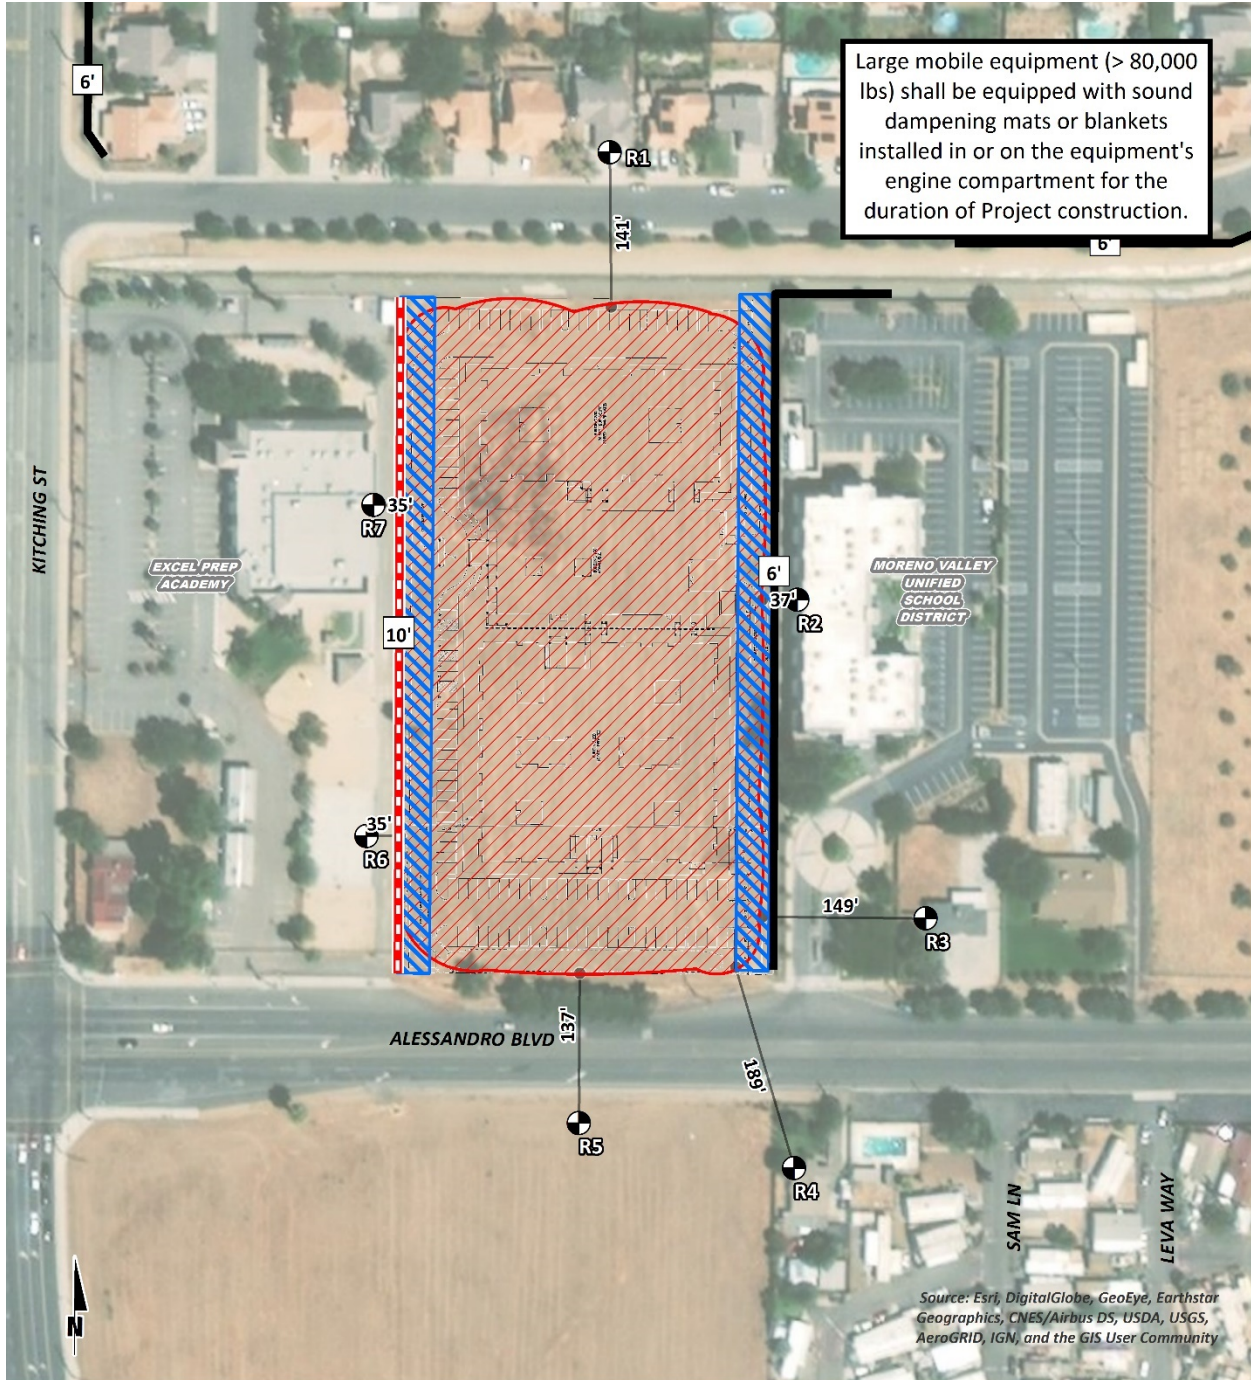 6'
Large mobile equipment (> 80,000
lbs) shall be equipped with sound
dampening mats or blankets
installed in or on the equipment's
engine compartment for the
duration of Project construction.
R1
141'
6'
KITCHING ST
35'
R7
EXCEL PREP
ACADEMY
MORENO VALLEY
UNIFIED
SCHOOL
DISTRICT
6'
37'
R2
10'
35'
R6
149'
R3
137'
ALESSANDRO BLVD
189'
R5
R4
SAM LN
LEVA WAY
N
Source: Esri, DigitalGlobe, GeoEye, Earthstar
Geographics, CNES/Airbus DS, USDA, USGS,
AeroGRID, IGN, and the GIS User Community